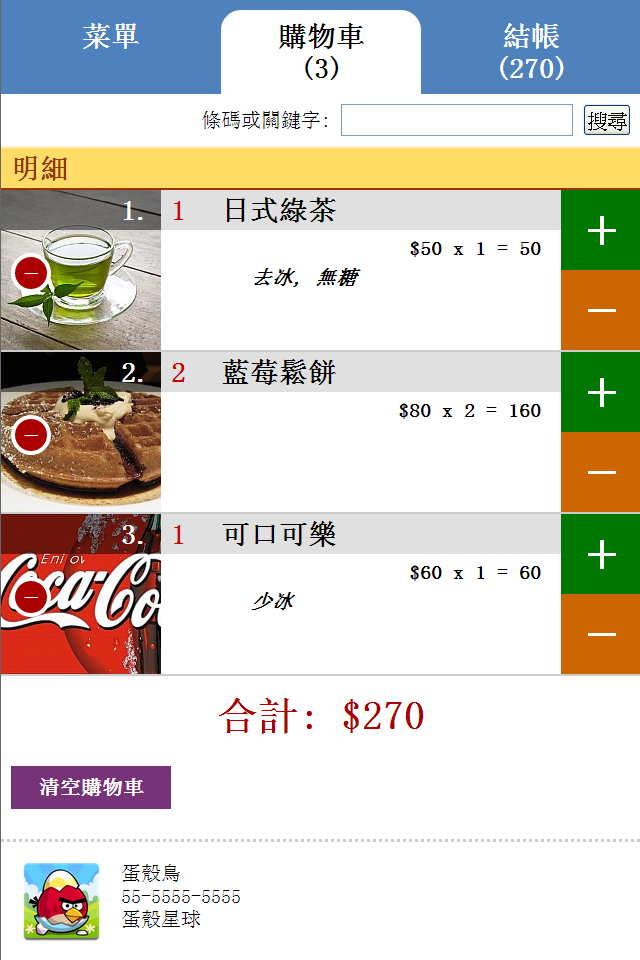 菜單
購物車
(3)
結帳
(270)
條碼或關鍵字:
搜尋
明細
1.
1
日式綠茶
+
$50 x 1 = 50
去冰, 無糖
−
−
2.
2
藍莓鬆餅
+
$80 x 2 = 160
−
−
3.
1
可口可樂
+
Enjoy
$60 x 1 = 60
Coca-Co
少冰
−
−
合計: $270
清空購物車
蛋殼鳥
55-5555-5555
蛋殼星球